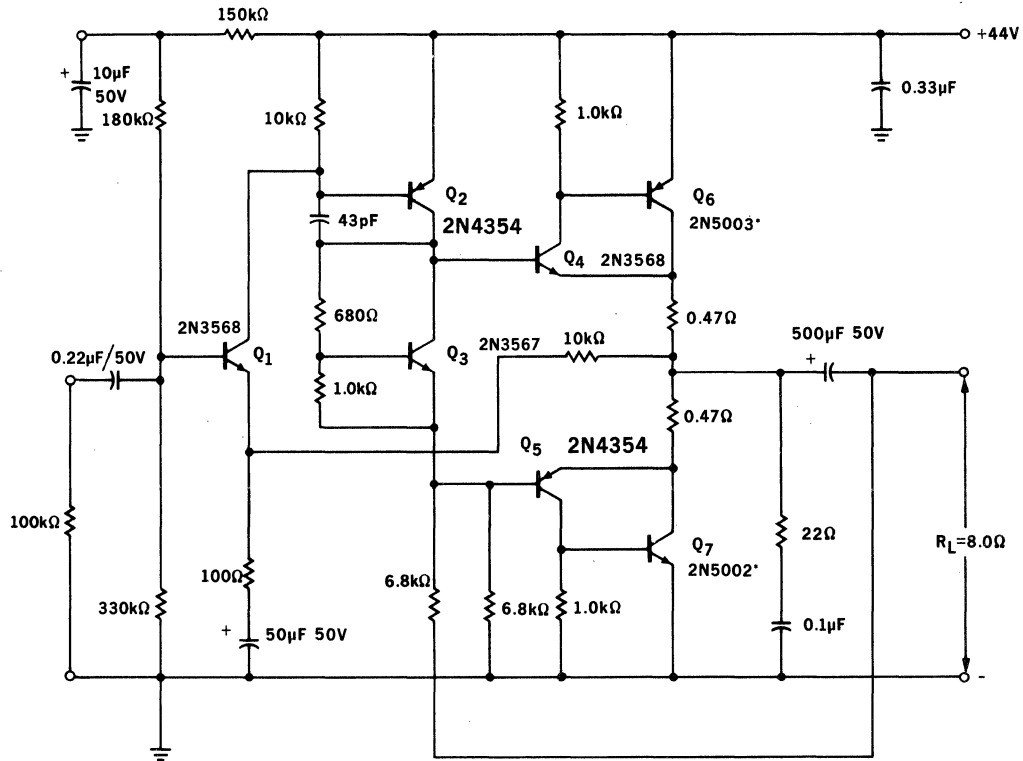 150kΩ
+44V
+ 10µF
50V
180kΩ
10kΩ
1.0kΩ
0.33µF
Q2
2N4354
43pF
Q6
2N5003*
Q4 2N3568
680Ω
0.47Ω
2N3568
Q1
Q3
2N3567
10kΩ
500µF 50V
+
0.22µF/50V
1.0kΩ
0.47Ω
Q5 2N4354
100kΩ
22Ω
RL=8.0Ω
Q7
2N5002*
100Ω
6.8kΩ
6.8kΩ
1.0kΩ
330kΩ
+ 50µF 50V
0.1µF
-